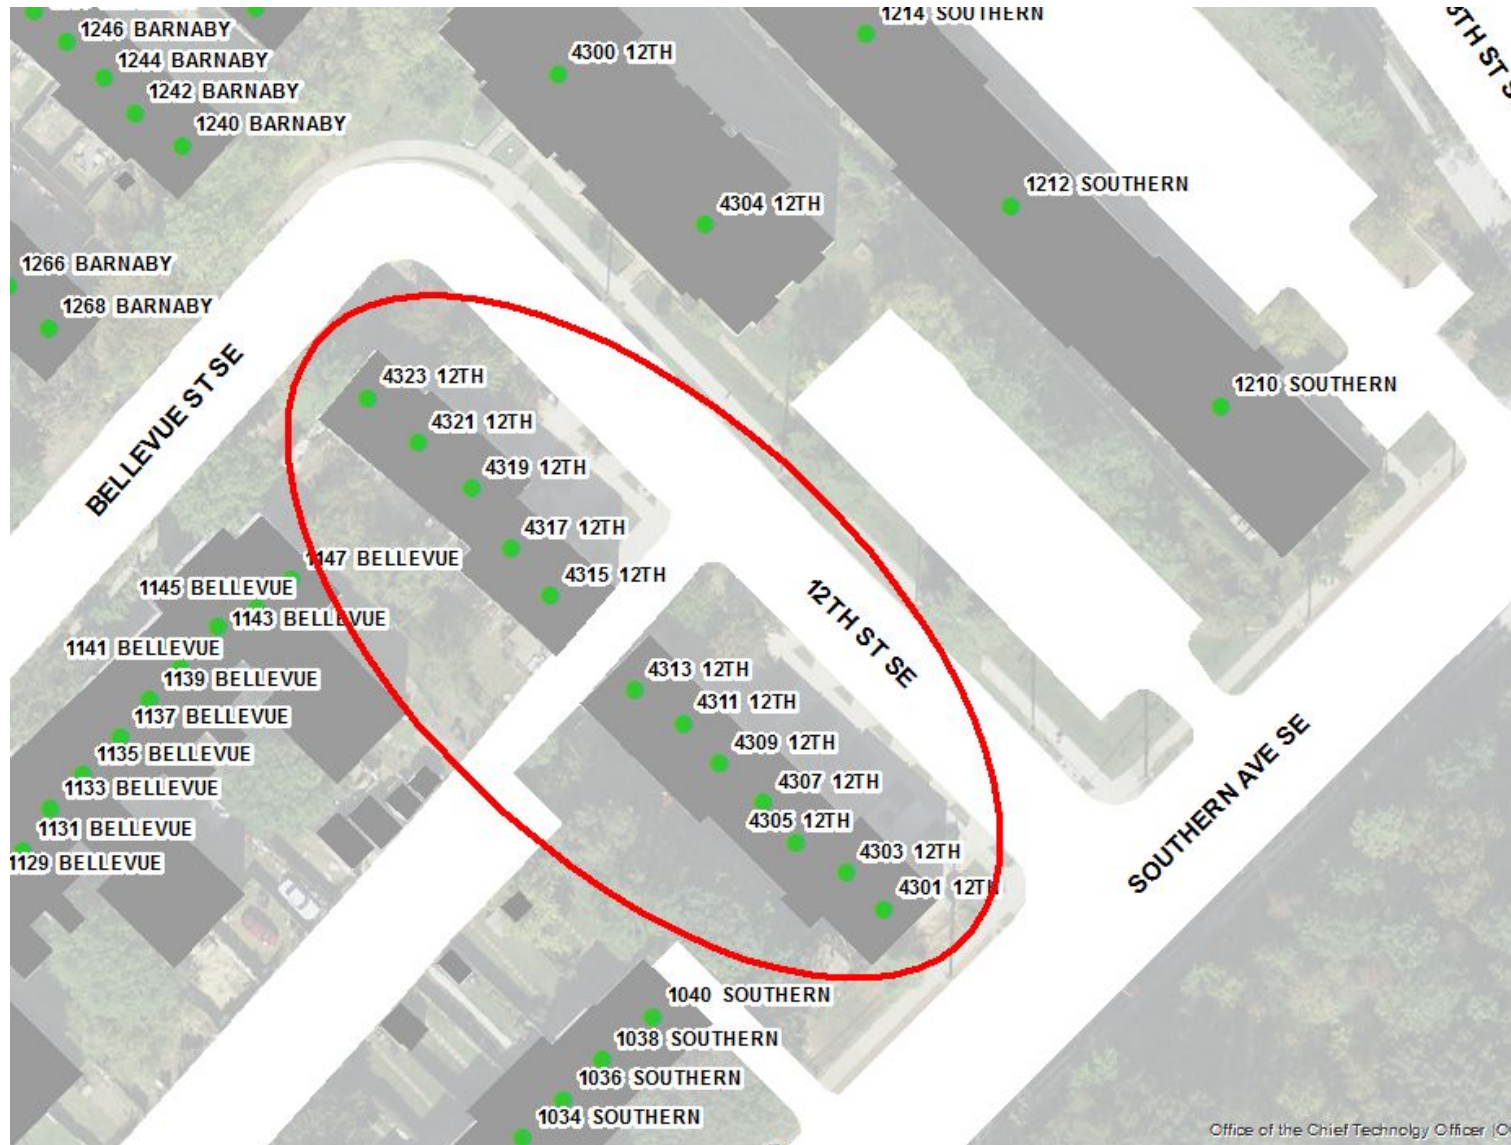 1246 BARNABY
1244 BARNABY
1242 BARNABY
1240 BARNABY
4300 12TH
1214 SOUTHERN
4304 12TH
1212 SOUTHERN
1266 BARNABY
1268 BARNABY
BELLEVUE ST SE
4323 12TH
4321 12TH
4319 12TH
4317 12TH
4315 12TH
1210 SOUTHERN
1147 BELLEVUE
1145 BELLEVUE
1143 BELLEVUE
1141 BELLEVUE
1139 BELLEVUE
1137 BELLEVUE
1135 BELLEVUE
1133 BELLEVUE
1131 BELLEVUE
1129 BELLEVUE
12TH ST SE
4313 12TH
4311 12TH
4309 12TH
4307 12TH
4305 12TH
4303 12TH
4301 12TH
SOUTHERN AVE SE
1040 SOUTHERN
1038 SOUTHERN
1036 SOUTHERN
1034 SOUTHERN
Office of the Chief Technolgy Officer